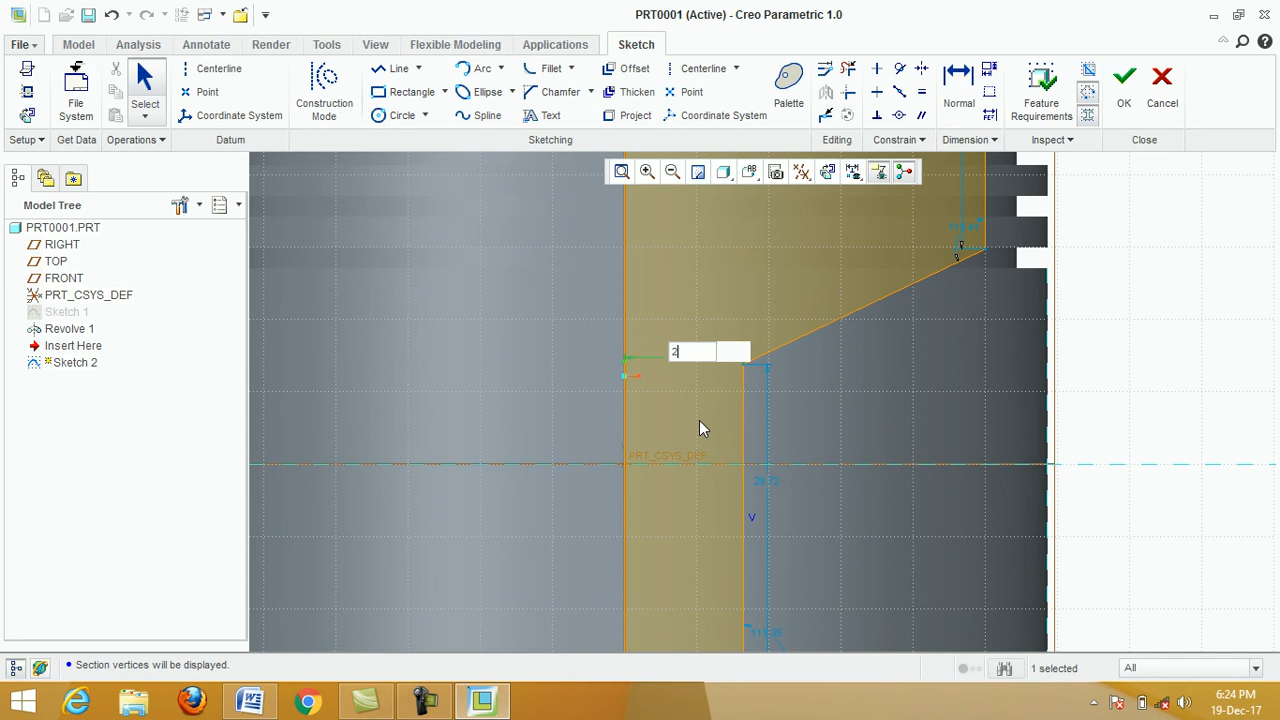 PRT0001 (Active) - Creo Parametric 1.0
File Model Analysis Annotate Render Tools View Flexible Modeling Applications Sketch
Centerline Line Arc Fillet Offset Centerline
Point Rectangle Ellipse Chamfer Thicken Point
Coordinate System Circle Spline Text Project Coordinate System
File System Select Construction Mode Palette Normal Feature Requirements OK Cancel
Setup Get Data Operations Datum Sketching Editing Constrain Dimension Inspect Close
Model Tree
PRT0001.PRT
RIGHT
TOP
FRONT
PRT_CSYS_DEF
Sketch 1
Revolve 1
Insert Here
Sketch 2
2
PRT_CSYS_DEF
V
Section vertices will be displayed.
1 selected
All
6:24 PM
19-Dec-17